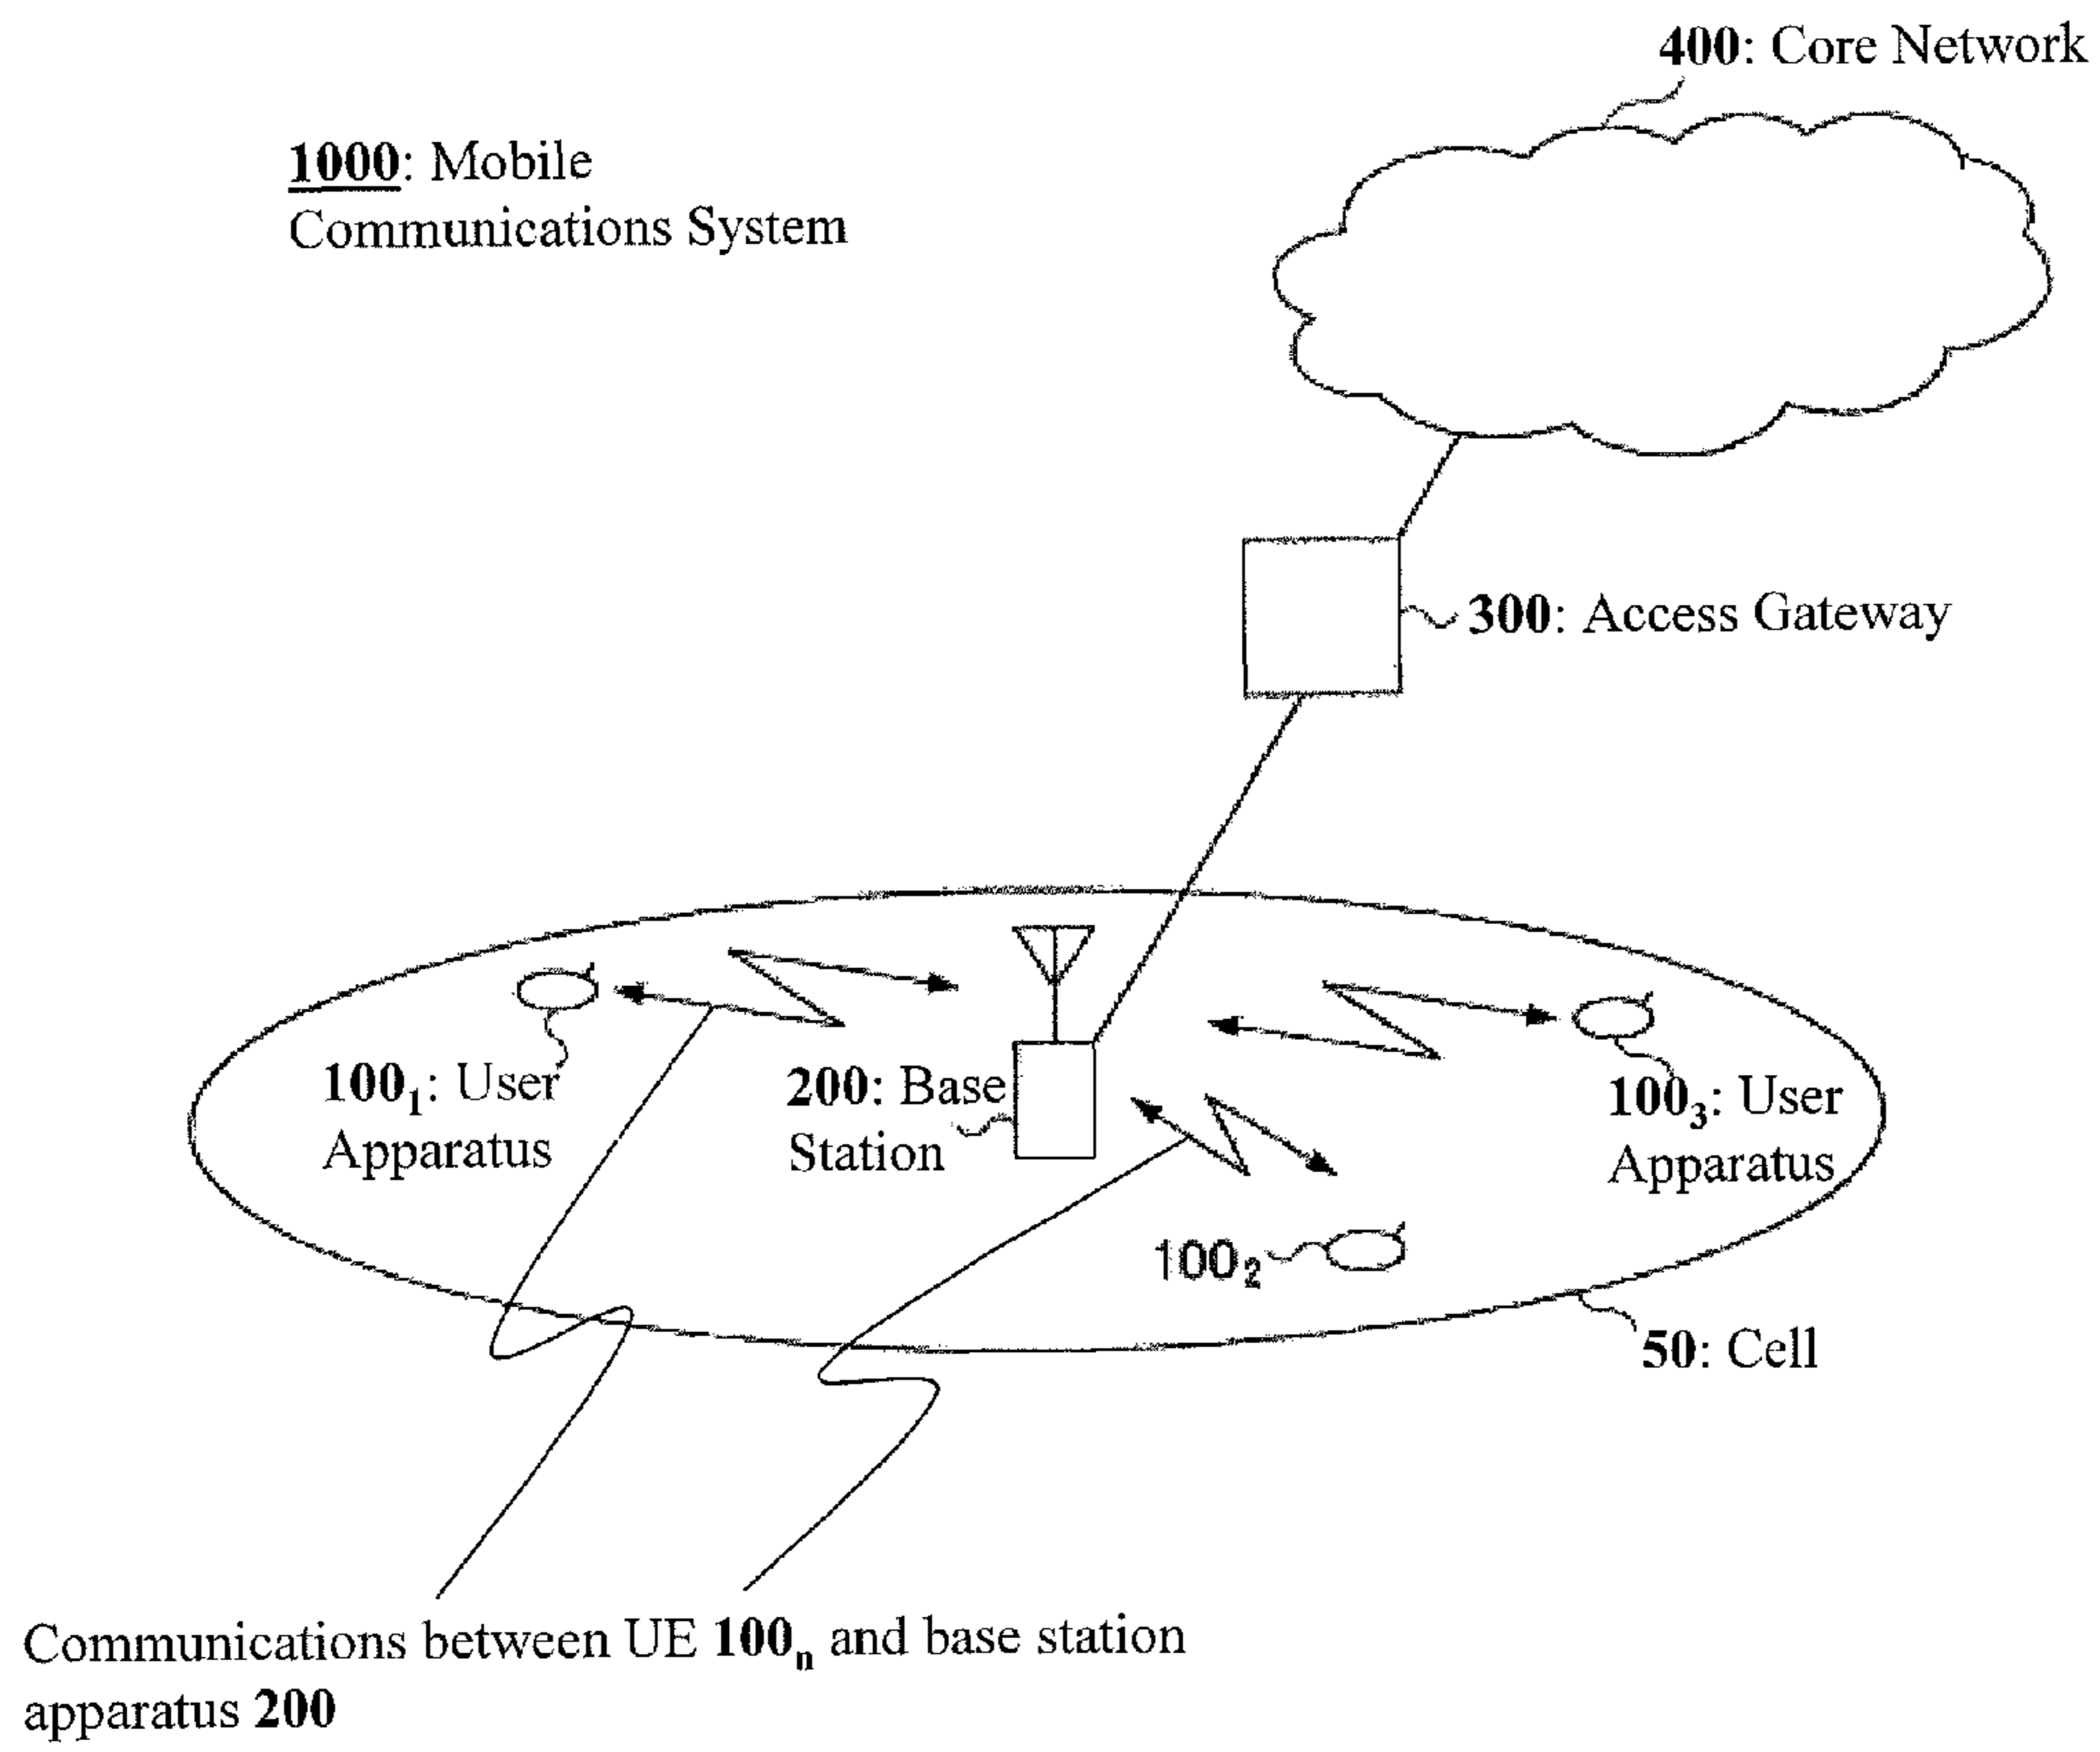 400: Core Network
1000: Mobile
Communications System
300: Access Gateway
100₁: User
Apparatus
200: Base
Station
100₃: User
Apparatus
100₂
50: Cell
Communications between UE 100ₙ and base station
apparatus 200